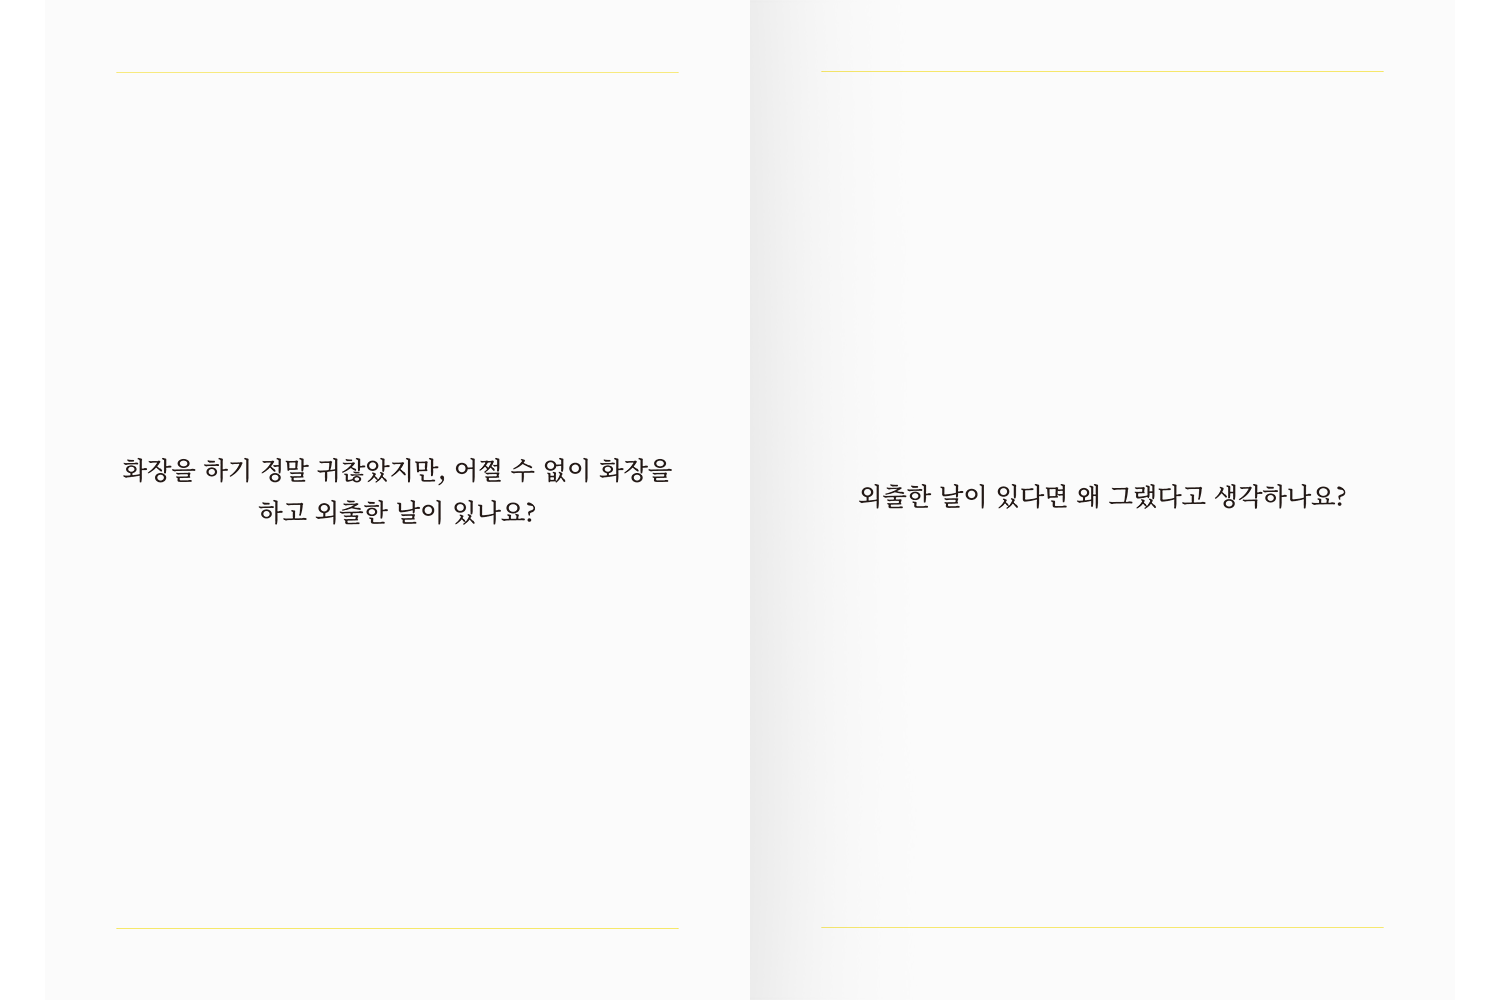 화장을 하기 정말 귀찮았지만, 어쩔 수 없이 화장을
하고 외출한 날이 있나요?
외출한 날이 있다면 왜 그랬다고 생각하나요?